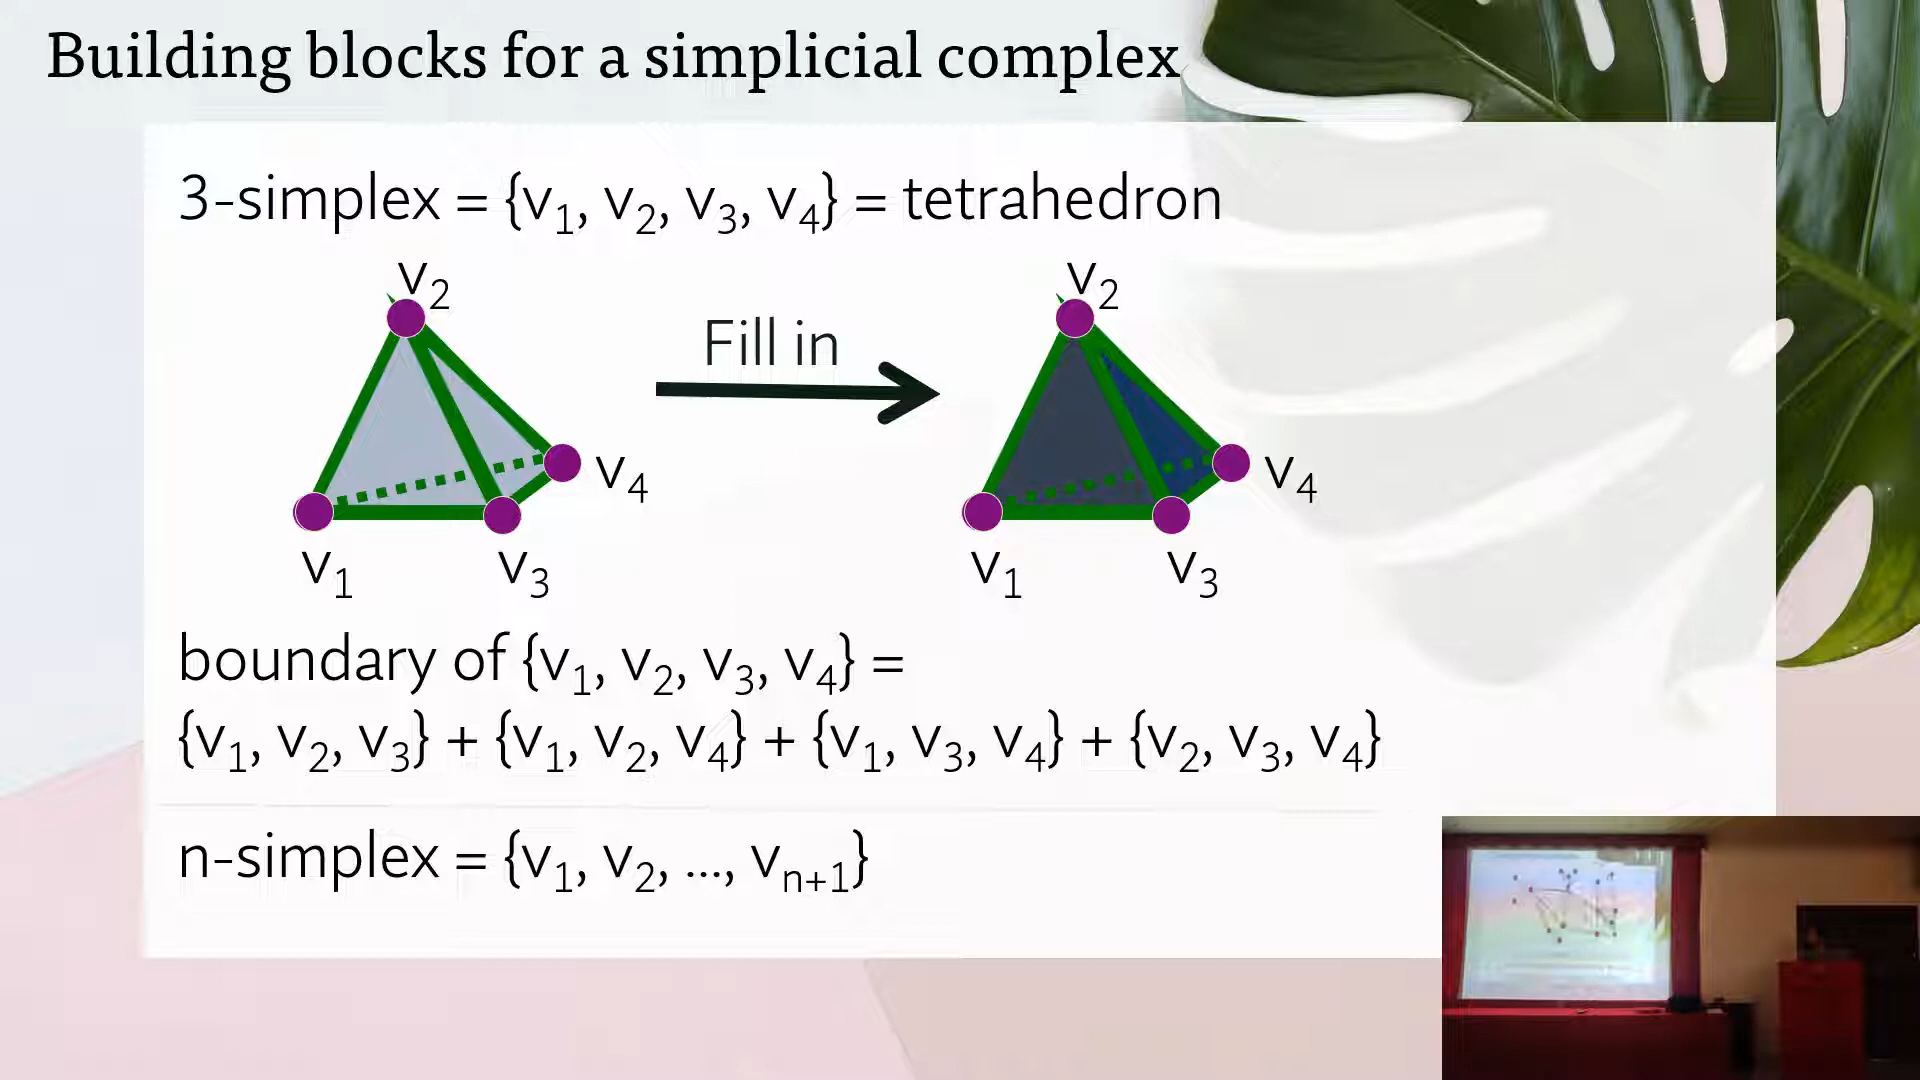 Building blocks for a simplicial complex
3-simplex = {v₁, v₂, v₃, v₄} = tetrahedron
v₂
v₂
Fill in
v₄
v₄
v₁
v₃
v₁
v₃
boundary of {v₁, v₂, v₃, v₄} =
{v₁, v₂, v₃} + {v₁, v₂, v₄} + {v₁, v₃, v₄} + {v₂, v₃, v₄}
n-simplex = {v₁, v₂, ..., vₙ₊₁}